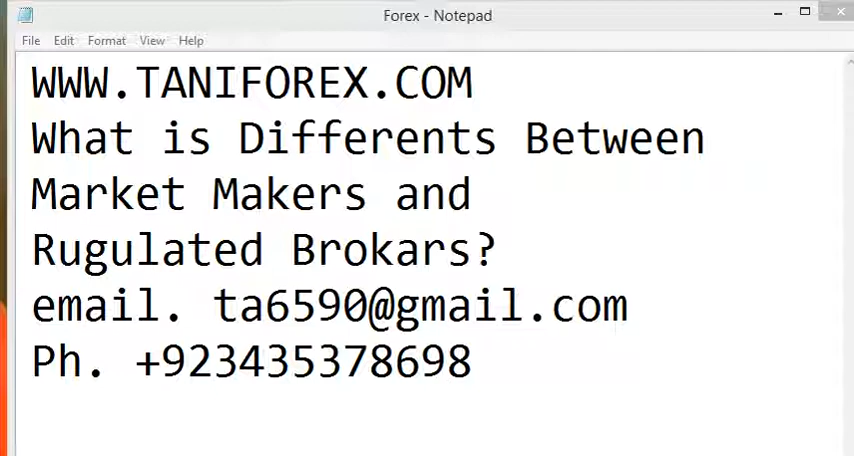 Forex - Notepad
File Edit Format View Help
WWW.TANIFOREX.COM
What is Differents Between
Market Makers and
Rugulated Brokars?
email. ta6590@gmail.com
Ph. +923435378698